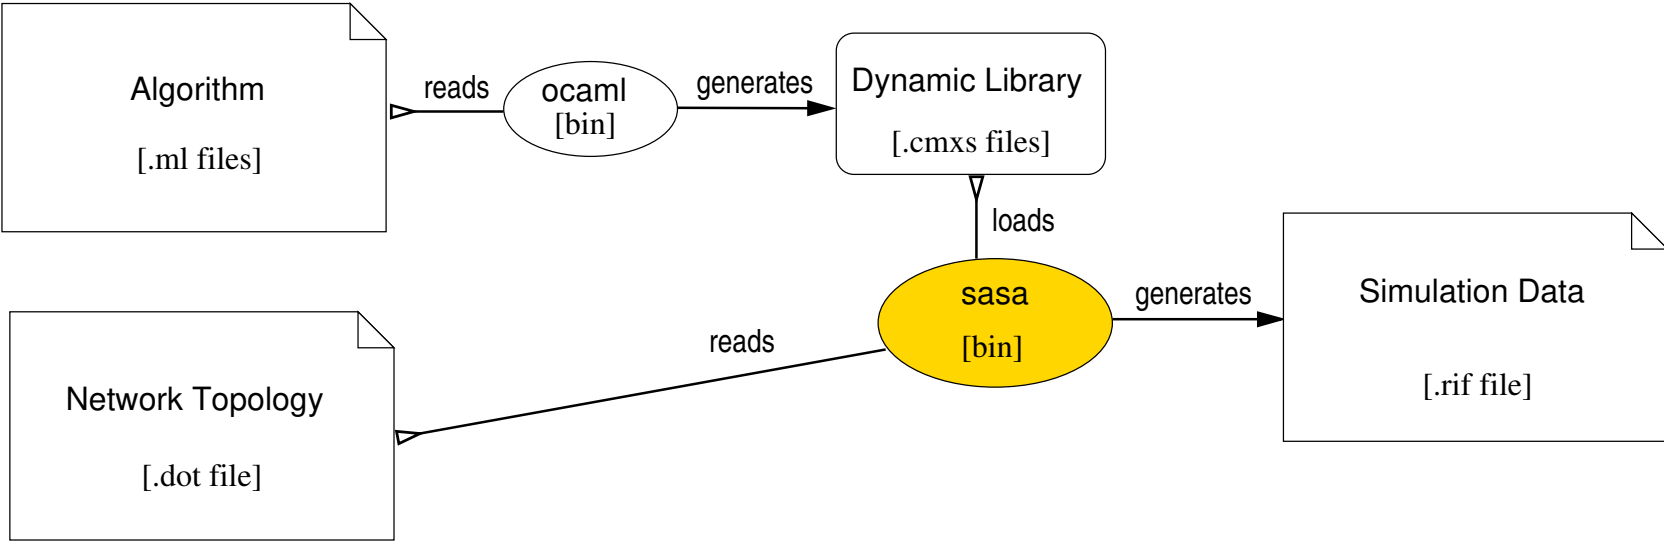 Algorithm
[.ml files]
reads
ocaml
[bin]
generates
Dynamic Library
[.cmxs files]
loads
sasa
[bin]
generates
Simulation Data
[.rif file]
reads
Network Topology
[.dot file]